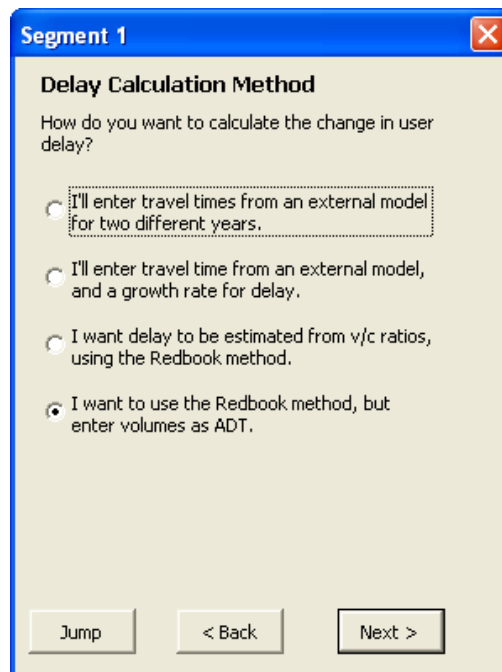 Segment 1
Delay Calculation Method
How do you want to calculate the change in user
delay?
I'll enter travel times from an external model
for two different years.
I'll enter travel time from an external model,
and a growth rate for delay.
I want delay to be estimated from v/c ratios,
using the Redbook method.
I want to use the Redbook method, but
enter volumes as ADT.
Jump
< Back
Next >